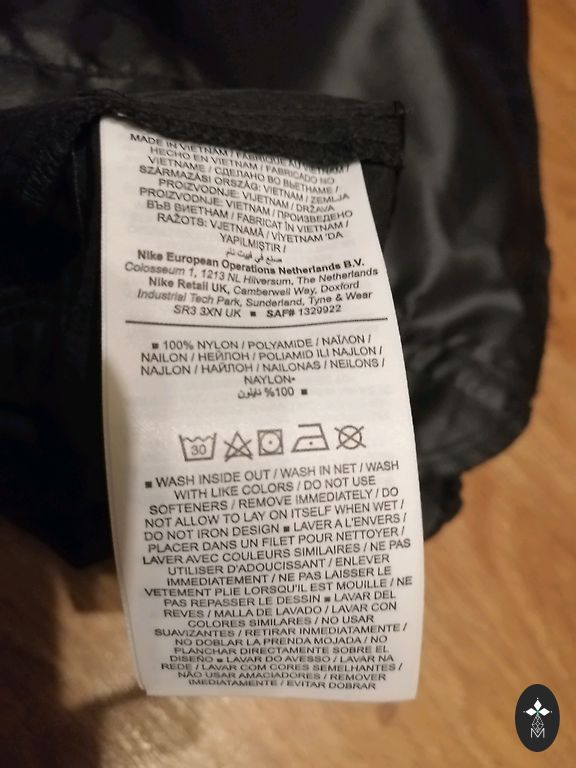 MADE IN VIETNAM / FABRIQUÉ AU VIETNAM /
HECHO EN VIETNAM / FABRICADO NO
VIETNAME / СДЕЛАНО ВО ВЬЕТНАМЕ /
SZÁRMAZÁSI ORSZÁG: VIETNAM / ZEMLJA
PROIZVODNJE: VIJETNAM / DRŽAVA
PROIZVODNJE: VIETNAM / ПРОИЗВЕДЕНО
ВЪВ ВИЕТНАМ / FABRICAT ÎN VIETNAM /
RAŽOTS: VJETNAMĀ / VİYETNAM 'DA
YAPILMIŞTIR /
صنع في فييت نام
Nike European Operations Netherlands B.V.
Colosseum 1, 1213 NL Hilversum, The Netherlands
Nike Retail UK, Camberwell Way, Doxford
Industrial Tech Park, Sunderland, Tyne & Wear
SR3 3XN UK ■ SAF# 1329922
■ 100% NYLON / POLYAMIDE / ΝΑΪΛΟΝ /
NAILON / НЕЙЛОН / POLIAMID ILI NAJLON /
NAJLON / НАЙЛОН / NAILONAS / NEILONS /
NAYLON•
■ %100 نايلون
30
■ WASH INSIDE OUT / WASH IN NET / WASH
WITH LIKE COLORS / DO NOT USE
SOFTENERS / REMOVE IMMEDIATELY / DO
NOT ALLOW TO LAY ON ITSELF WHEN WET /
DO NOT IRON DESIGN ■ LAVER A L'ENVERS /
PLACER DANS UN FILET POUR NETTOYER /
LAVER AVEC COULEURS SIMILAIRES / NE PAS
UTILISER D'ADOUCISSANT / ENLEVER
IMMEDIATEMENT / NE PAS LAISSER LE
VETEMENT PLIE LORSQU'IL EST MOUILLE / NE
PAS REPASSER LE DESSIN ■ LAVAR DEL
REVES / MALLA DE LAVADO / LAVAR CON
COLORES SIMILARES / NO USAR
SUAVIZANTES / RETIRAR INMEDIATAMENTE /
NO DOBLAR LA PRENDA MOJADA / NO
PLANCHAR DIRECTAMENTE SOBRE EL
DISEÑO ■ LAVAR DO AVESSO / LAVAR NA
REDE / LAVAR COM CORES SEMELHANTES /
NÃO USAR AMACIADORES / REMOVER
IMEDIATAMENTE / EVITAR DOBRAR
M